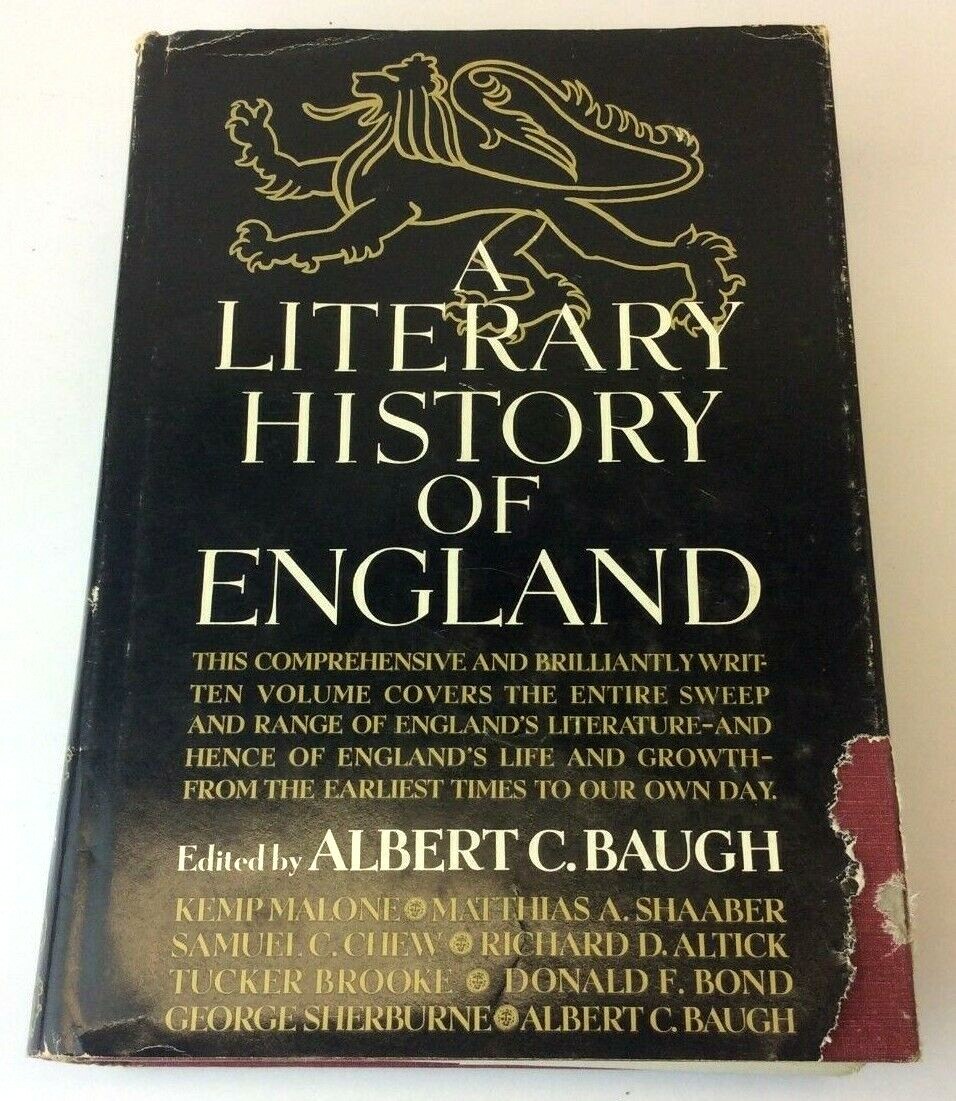 A
LITERARY
HISTORY
OF
ENGLAND
THIS COMPREHENSIVE AND BRILLIANTLY WRIT-
TEN VOLUME COVERS THE ENTIRE SWEEP
AND RANGE OF ENGLAND'S LITERATURE—AND
HENCE OF ENGLAND'S LIFE AND GROWTH—
FROM THE EARLIEST TIMES TO OUR OWN DAY.
Edited by ALBERT C. BAUGH
KEMP MALONE MATTHIAS A. SHAABER
SAMUEL C. CHEW RICHARD D. ALTICK
TUCKER BROOKE DONALD F. BOND
GEORGE SHERBURNE ALBERT C. BAUGH